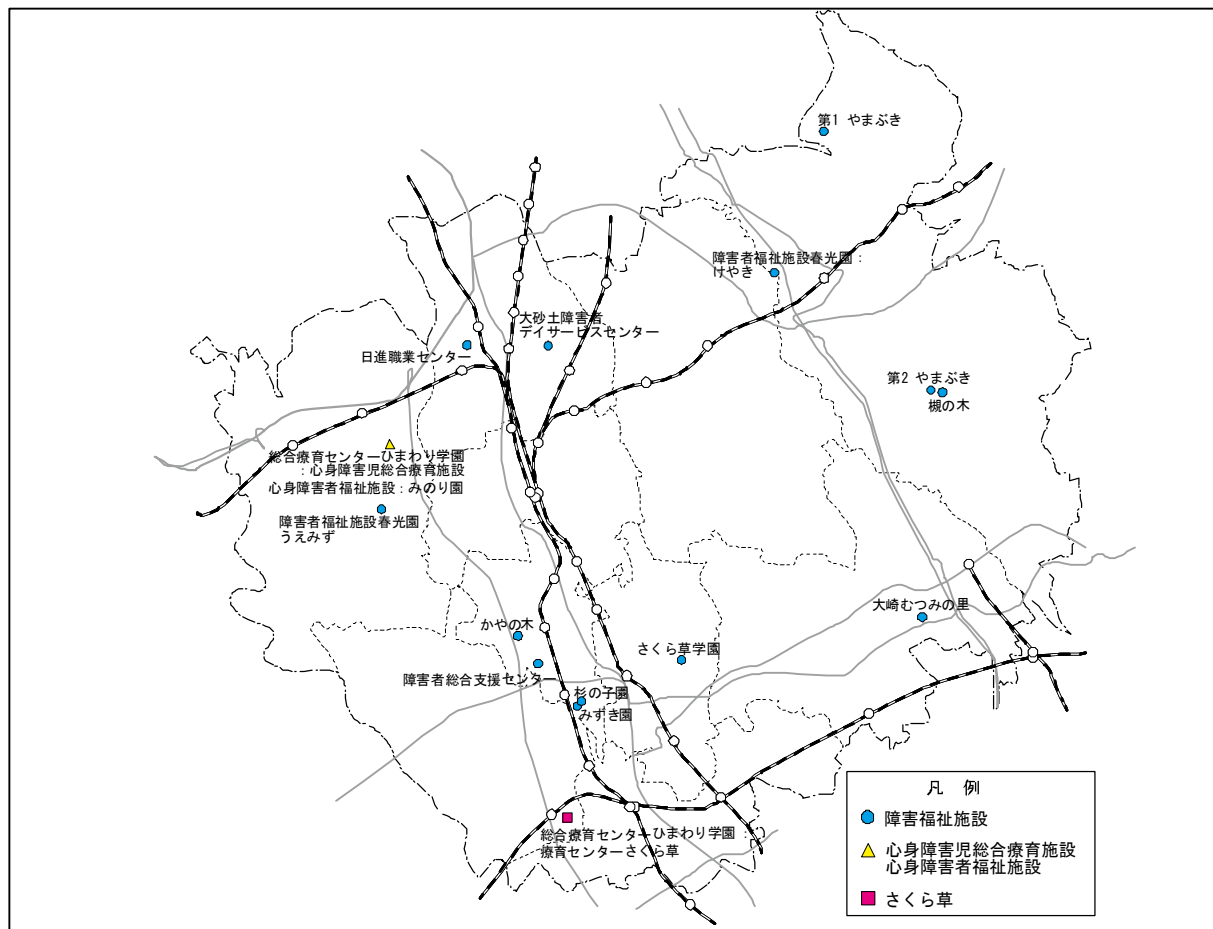 第1 やまぶき
障害者福祉施設春光園：
けやき
大砂土障害者
デイサービスセンター
日進職業センター
第2 やまぶき
槻の木
総合療育センターひまわり学園
：心身障害児総合療育施設
心身障害者福祉施設：みのり園
障害者福祉施設春光園
うえみず
大崎むつみの里
かやの木
さくら草学園
障害者総合支援センター
杉の子園
みずき園
総合療育センターひまわり学園：
療育センターさくら草
凡 例
障害福祉施設
心身障害児総合療育施設
心身障害者福祉施設
さくら草